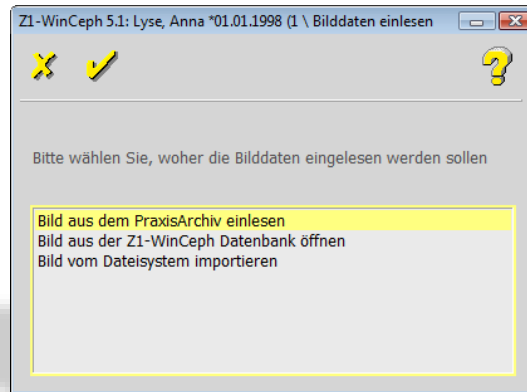 Z1-WinCeph 5.1: Lyse, Anna *01.01.1998 (1 \ Bilddaten einlesen
Bitte wählen Sie, woher die Bilddaten eingelesen werden sollen
Bild aus dem PraxisArchiv einlesen
Bild aus der Z1-WinCeph Datenbank öffnen
Bild vom Dateisystem importieren